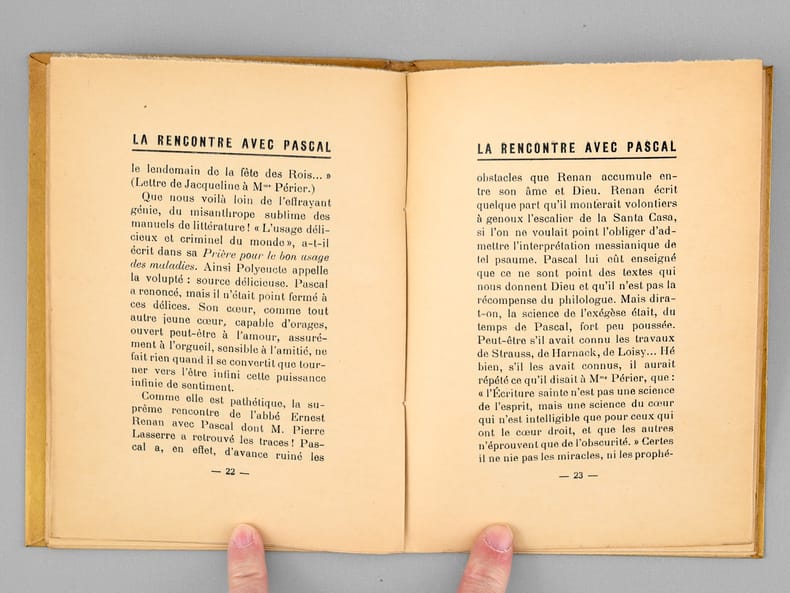 LA RENCONTRE AVEC PASCAL
le lendemain de la fête des Rois... »
(Lettre de Jacqueline à Mme Périer.)
Que nous voilà loin de l'effrayant
génie, du misanthrope sublime des
manuels de littérature ! « L'usage déli-
cieux et criminel du monde », a-t-il
écrit dans sa Prière pour le bon usage
des maladies. Ainsi Polyeucte appelle
la volupté : source délicieuse. Pascal
a renoncé, mais il n'était point fermé à
ces délices. Son cœur, comme tout
autre jeune cœur, capable d'orages,
ouvert peut-être à l'amour, assuré-
ment à l'orgueil, sensible à l'amitié, ne
fait rien quand il se convertit que tour-
ner vers l'être infini cette puissance
infinie de sentiment.
Comme elle est pathétique, la su-
prême rencontre de l'abbé Ernest
Renan avec Pascal dont M. Pierre
Lasserre a retrouvé les traces ! Pas-
cal a, en effet, d'avance ruiné les
— 22 —
LA RENCONTRE AVEC PASCAL
obstacles que Renan accumule en-
tre son âme et Dieu. Renan écrit
quelque part qu'il monterait volontiers
à genoux l'escalier de la Santa Casa,
si l'on ne voulait point l'obliger d'ad-
mettre l'interprétation messianique de
tel psaume. Pascal lui eût enseigné
que ce ne sont point des textes qui
nous donnent Dieu et qu'il n'est pas la
récompense du philologue. Mais dira-
t-on, la science de l'exégèse était, du
temps de Pascal, fort peu poussée.
Peut-être s'il avait connu les travaux
de Strauss, de Harnack, de Loisy... Hé
bien, s'il les avait connus, il aurait
répété ce qu'il disait à Mme Périer, que :
« l'Écriture sainte n'est pas une science
de l'esprit, mais une science du cœur
qui n'est intelligible que pour ceux qui
ont le cœur droit, et que les autres
n'éprouvent que de l'obscurité. » Certes
il ne nie pas les miracles, ni les prophé-
— 23 —